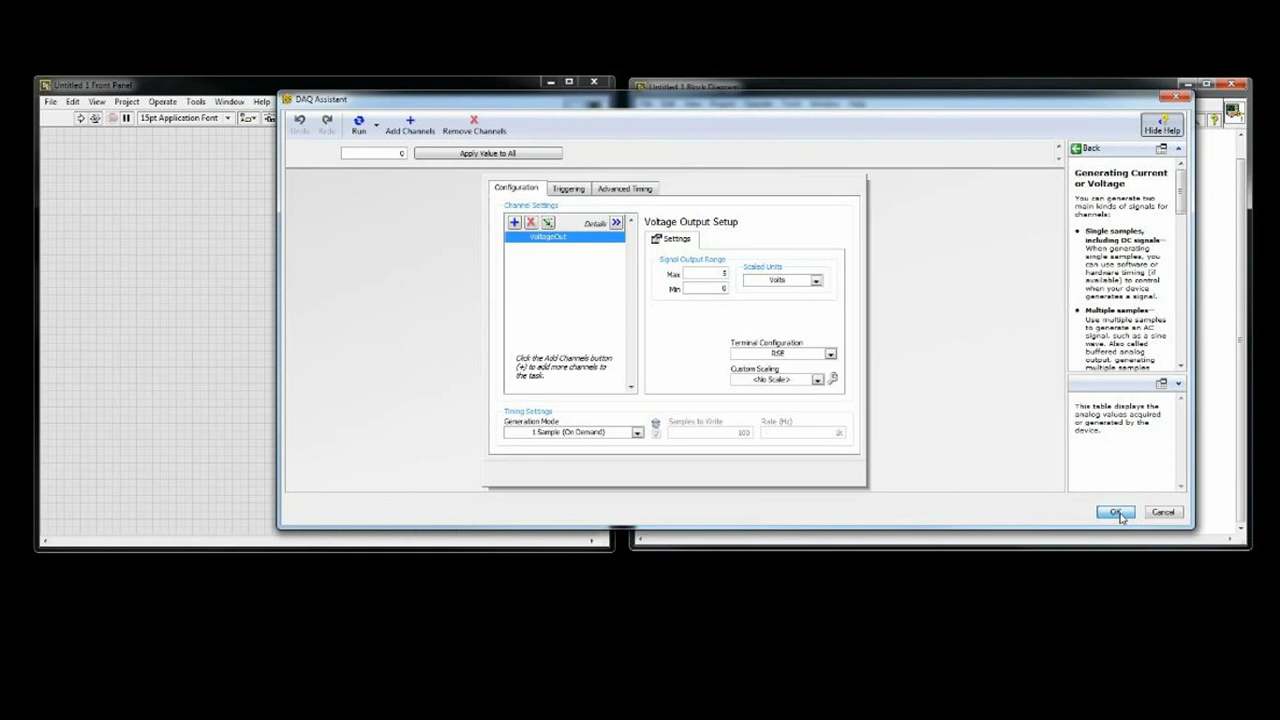 Untitled 1 Front Panel
File Edit View Project Operate Tools Window Help
15pt Application Font
Untitled 1 Block Diagram
DAQ Assistant
Undo Redo Run Add Channels Remove Channels Hide Help
0 Apply Value to All
Configuration Triggering Advanced Timing
Channel Settings
Details
VoltageOut
Click the Add Channels button
(+) to add more channels to
the task.
Voltage Output Setup
Settings
Signal Output Range
Max 5
Min 0
Scaled Units
Volts
Terminal Configuration
RSE
Custom Scaling
<No Scale>
Timing Settings
Generation Mode
1 Sample (On Demand)
Samples to Write
100
Rate (Hz)
1k
Back
Generating Current
or Voltage
You can generate two
main kinds of signals for
channels:
• Single samples,
including DC signals—
When generating
single samples, you
can use software or
hardware timing (if
available) to control
when your device
generates a signal.
• Multiple samples—
Use multiple samples
to generate an AC
signal, such as a sine
wave. Also called
buffered analog
output, generating
multiple samples
This table displays the
analog values acquired
or generated by the
device.
OK Cancel